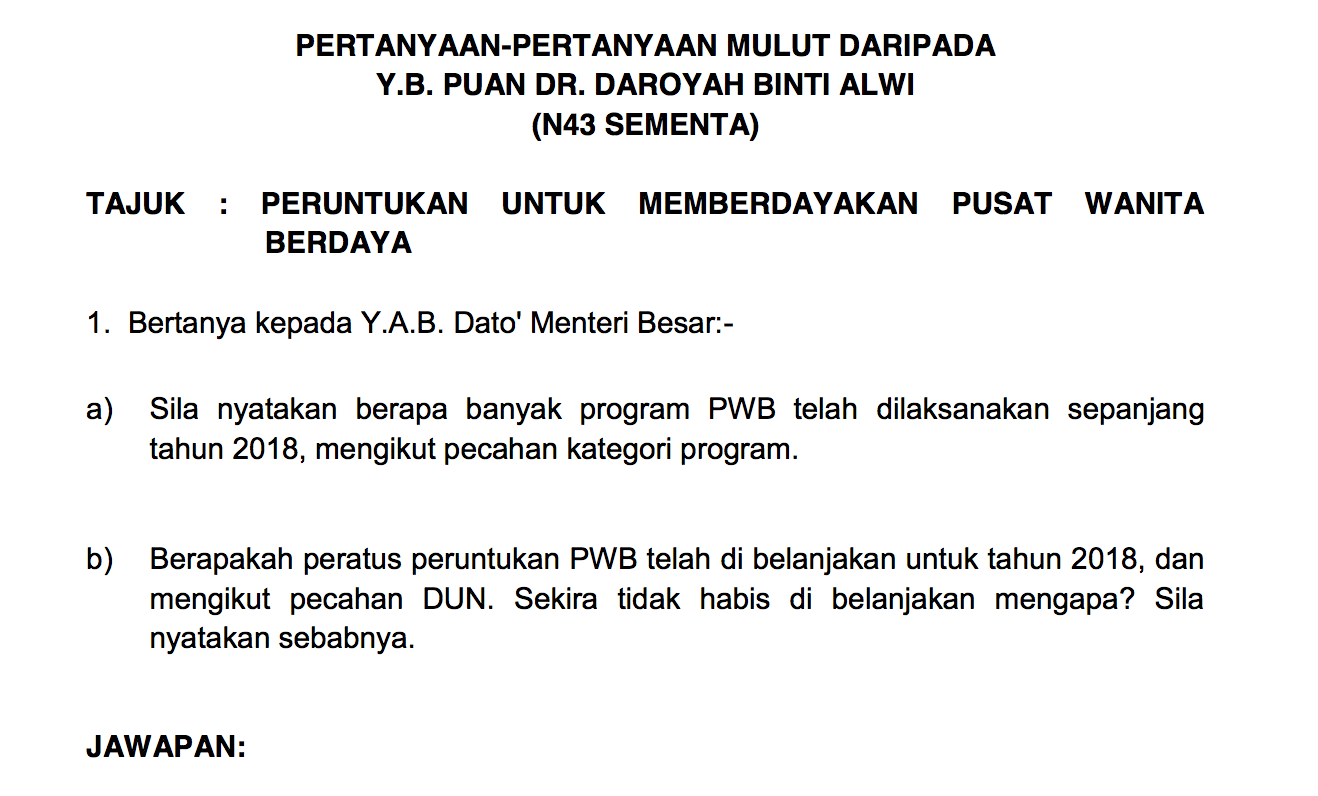 PERTANYAAN-PERTANYAAN MULUT DARIPADA
Y.B. PUAN DR. DAROYAH BINTI ALWI
(N43 SEMENTA)
TAJUK : PERUNTUKAN UNTUK MEMBERDAYAKAN PUSAT WANITA
BERDAYA
1. Bertanya kepada Y.A.B. Dato' Menteri Besar:-
a) Sila nyatakan berapa banyak program PWB telah dilaksanakan sepanjang
tahun 2018, mengikut pecahan kategori program.
b) Berapakah peratus peruntukan PWB telah di belanjakan untuk tahun 2018, dan
mengikut pecahan DUN. Sekira tidak habis di belanjakan mengapa? Sila
nyatakan sebabnya.
JAWAPAN: